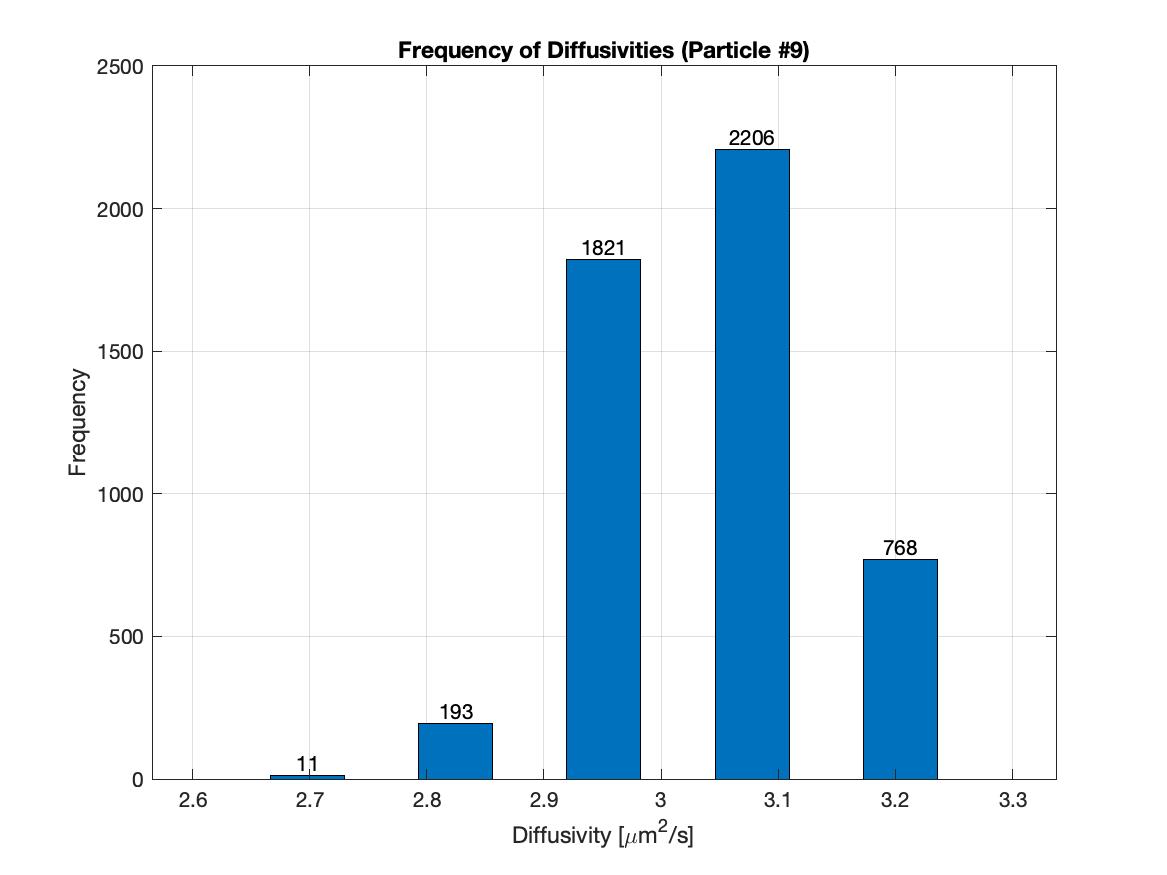 Frequency of Diffusivities (Particle #9)
2500
2000
1500
1000
500
0
Frequency
11
193
1821
2206
768
2.6 2.7 2.8 2.9 3 3.1 3.2 3.3
Diffusivity [μm²/s]